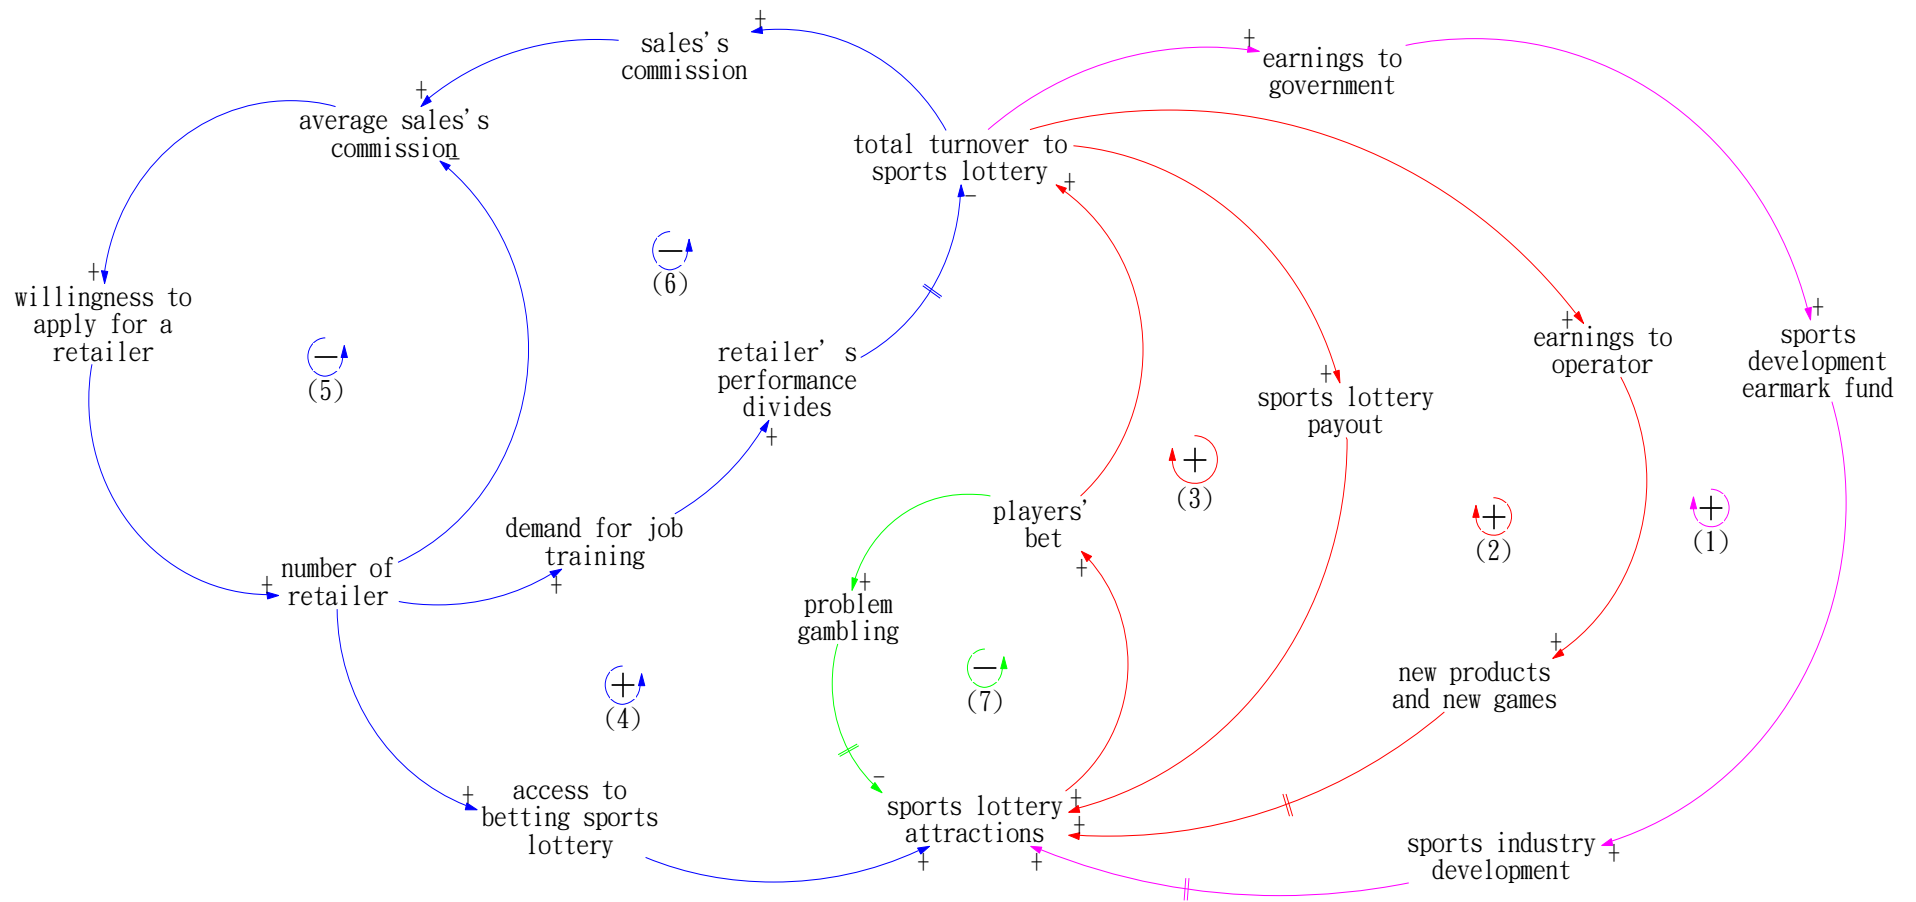 sales's
commission
earnings to
government
average sales's
commission
total turnover to
sports lottery
willingness to
apply for a
retailer
(6)
(5)
retailer' s
performance
divides
earnings to
operator
sports
development
earmark fund
sports lottery
payout
(3)
(2)
(1)
players'
bet
demand for job
training
number of
retailer
problem
gambling
(7)
(4)
new products
and new games
access to
betting sports
lottery
sports lottery
attractions
sports industry
development